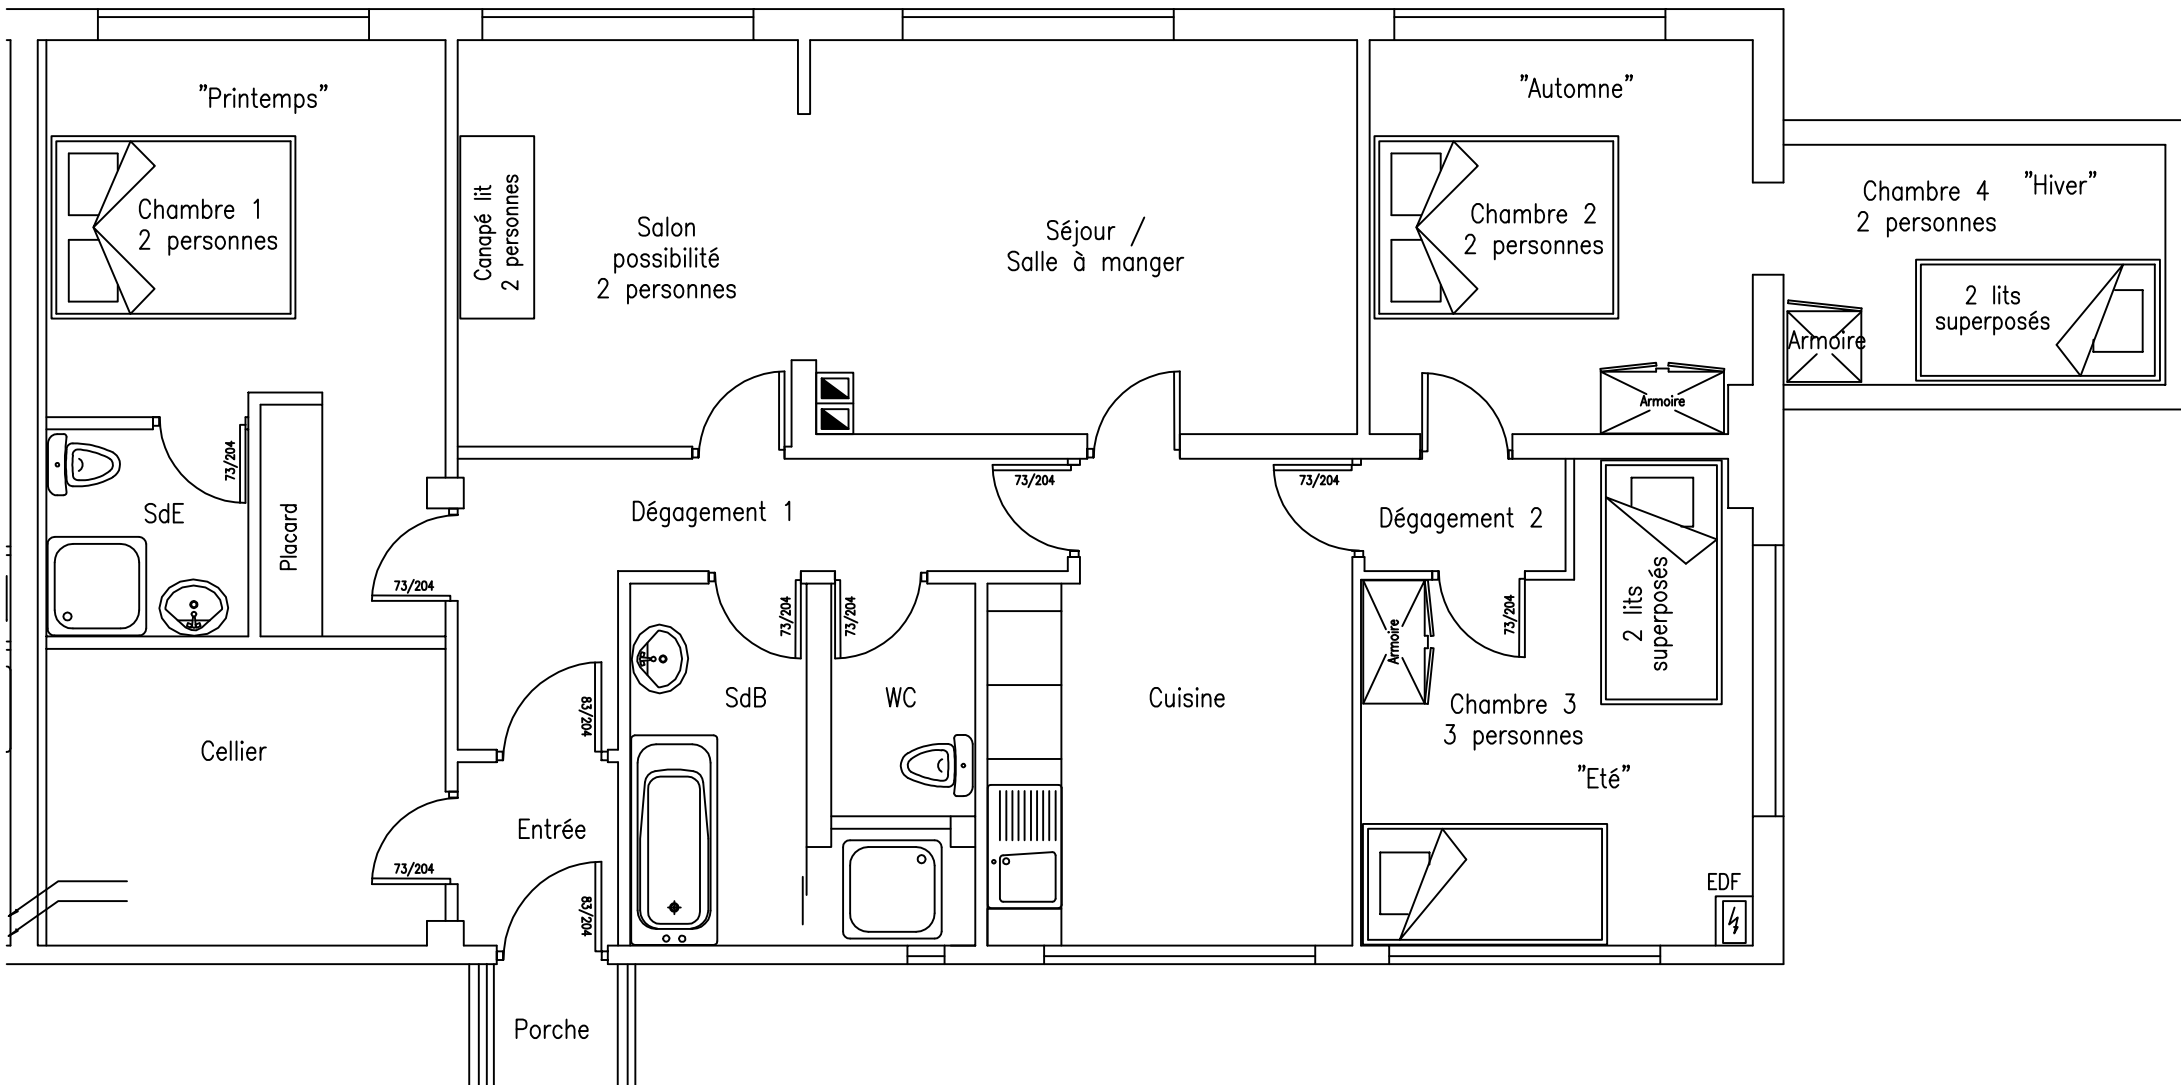 "Printemps"
Chambre 1
2 personnes
Canapé lit
2 personnes
Salon
possibilité
2 personnes
Séjour /
Salle à manger
"Automne"
Chambre 2
2 personnes
Armoire
Chambre 4
2 personnes
"Hiver"
2 lits
superposés
Armoire
73/204
SdE
Placard
73/204
Dégagement 1
73/204
73/204
Dégagement 2
73/204
73/204
73/204
Armoire
2 lits
superposés
Chambre 3
3 personnes
"Eté"
83/204
SdB
WC
Cuisine
Cellier
Entrée
73/204
83/204
EDF
Porche